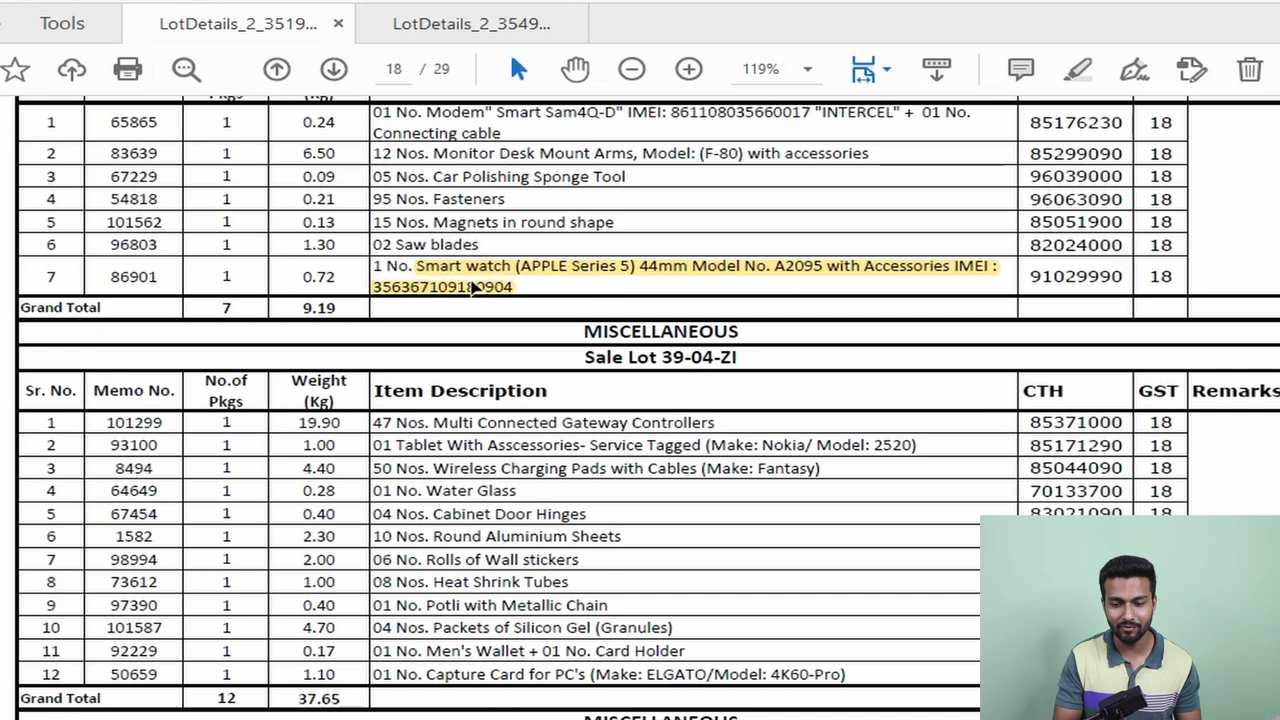 Tools LotDetails_2_3519... × LotDetails_2_3549...
18 / 29 119%
1 65865 1 0.24 01 No. Modem" Smart Sam4Q-D" IMEI: 861108035660017 "INTERCEL" + 01 No. Connecting cable 85176230 18
2 83639 1 6.50 12 Nos. Monitor Desk Mount Arms, Model: (F-80) with accessories 85299090 18
3 67229 1 0.09 05 Nos. Car Polishing Sponge Tool 96039000 18
4 54818 1 0.21 95 Nos. Fasteners 96063090 18
5 101562 1 0.13 15 Nos. Magnets in round shape 85051900 18
6 96803 1 1.30 02 Saw blades 82024000 18
7 86901 1 0.72 1 No. Smart watch (APPLE Series 5) 44mm Model No. A2095 with Accessories IMEI : 91029990 18
Grand Total 7 9.19
MISCELLANEOUS
Sale Lot 39-04-ZI
Sr. No. Memo No. No.of Pkgs Weight (Kg) Item Description CTH GST Remarks
1 101299 1 19.90 47 Nos. Multi Connected Gateway Controllers 85371000 18
2 93100 1 1.00 01 Tablet With Asscessories- Service Tagged (Make: Nokia/ Model: 2520) 85171290 18
3 8494 1 4.40 50 Nos. Wireless Charging Pads with Cables (Make: Fantasy) 85044090 18
4 64649 1 0.28 01 No. Water Glass 70133700 18
5 67454 1 0.40 04 Nos. Cabinet Door Hinges 83021090 18
6 1582 1 2.30 10 Nos. Round Aluminium Sheets
7 98994 1 2.00 06 No. Rolls of Wall stickers
8 73612 1 1.00 08 Nos. Heat Shrink Tubes
9 97390 1 0.40 01 No. Potli with Metallic Chain
10 101587 1 4.70 04 Nos. Packets of Silicon Gel (Granules)
11 92229 1 0.17 01 No. Men's Wallet + 01 No. Card Holder
12 50659 1 1.10 01 No. Capture Card for PC's (Make: ELGATO/Model: 4K60-Pro)
Grand Total 12 37.65
MISCELLANEOUS